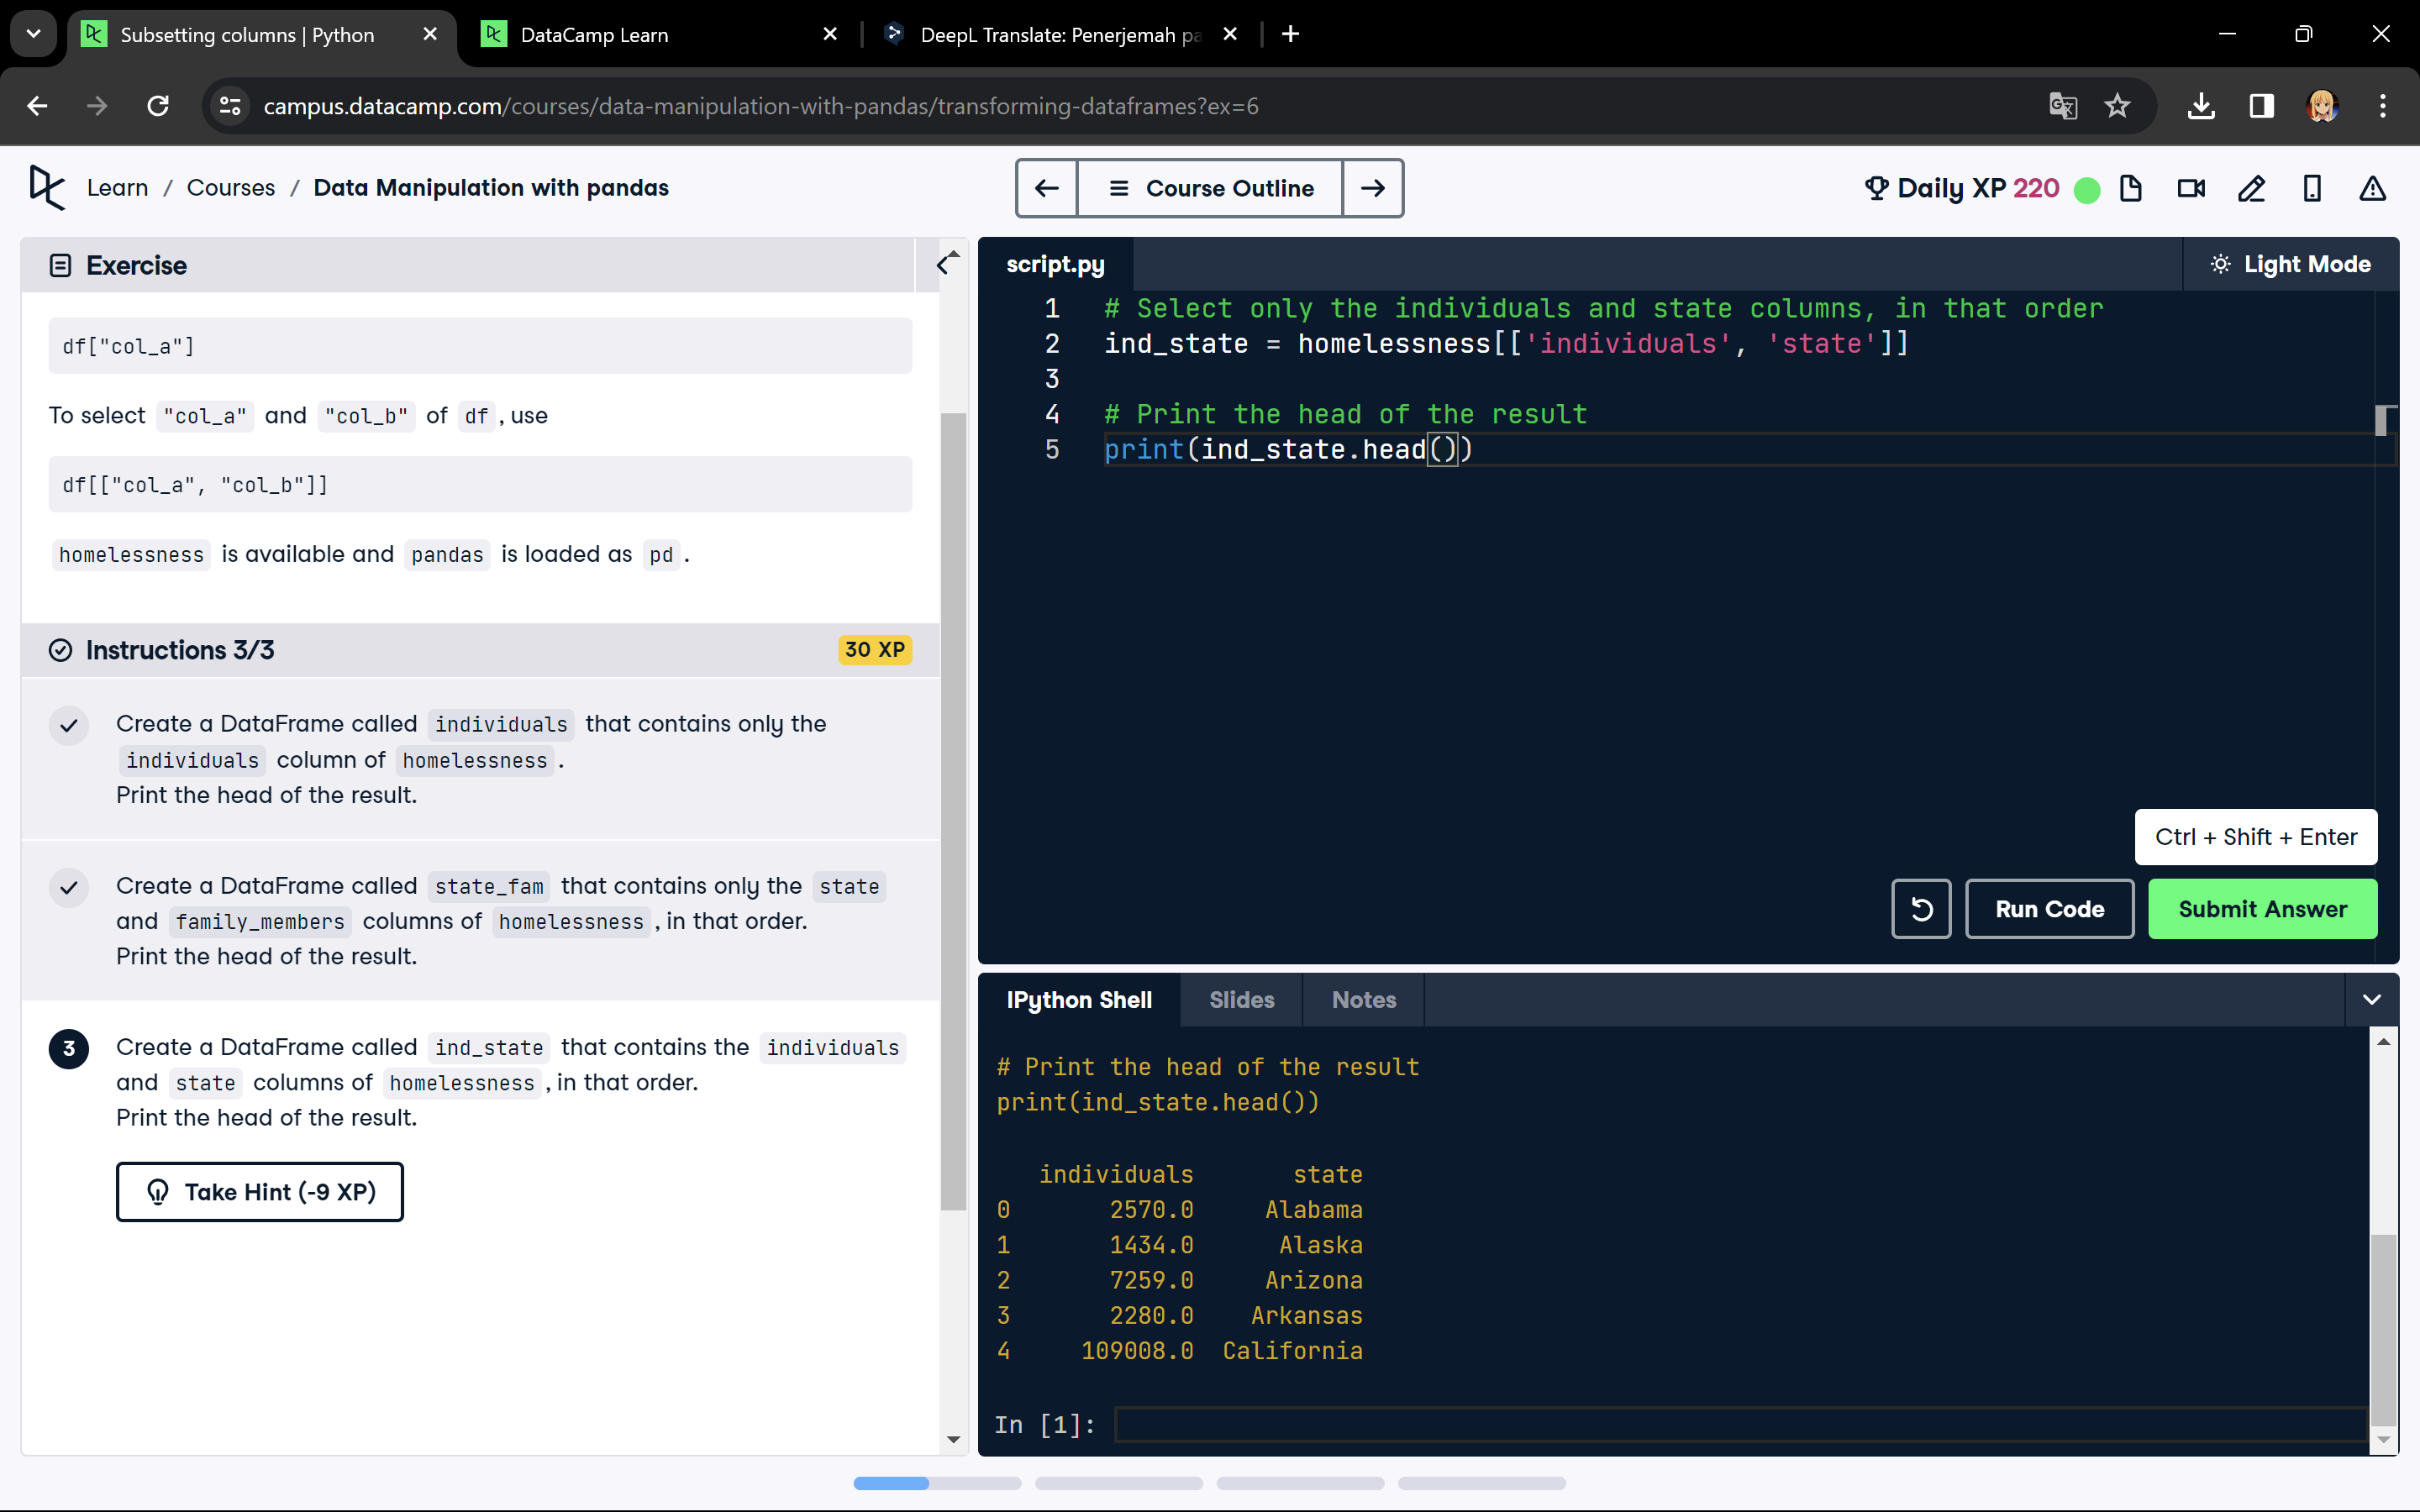 Subsetting columns | Python
DataCamp Learn
DeepL Translate: Penerjemah pa
campus.datacamp.com/courses/data-manipulation-with-pandas/transforming-dataframes?ex=6
Learn / Courses / Data Manipulation with pandas
Course Outline
Daily XP 220
Exercise
df["col_a"]
To select "col_a" and "col_b" of df, use
df[["col_a", "col_b"]]
homelessness is available and pandas is loaded as pd.
Instructions 3/3
30 XP
Create a DataFrame called individuals that contains only the
individuals column of homelessness.
Print the head of the result.
Create a DataFrame called state_fam that contains only the state
and family_members columns of homelessness, in that order.
Print the head of the result.
3
Create a DataFrame called ind_state that contains the individuals
and state columns of homelessness, in that order.
Print the head of the result.
Take Hint (-9 XP)
script.py
Light Mode
1 # Select only the individuals and state columns, in that order
2 ind_state = homelessness[['individuals', 'state']]
3
4 # Print the head of the result
5 print(ind_state.head())
Ctrl + Shift + Enter
Run Code
Submit Answer
IPython Shell
Slides
Notes
# Print the head of the result
print(ind_state.head())
individuals state
0 2570.0 Alabama
1 1434.0 Alaska
2 7259.0 Arizona
3 2280.0 Arkansas
4 109008.0 California
In [1]: